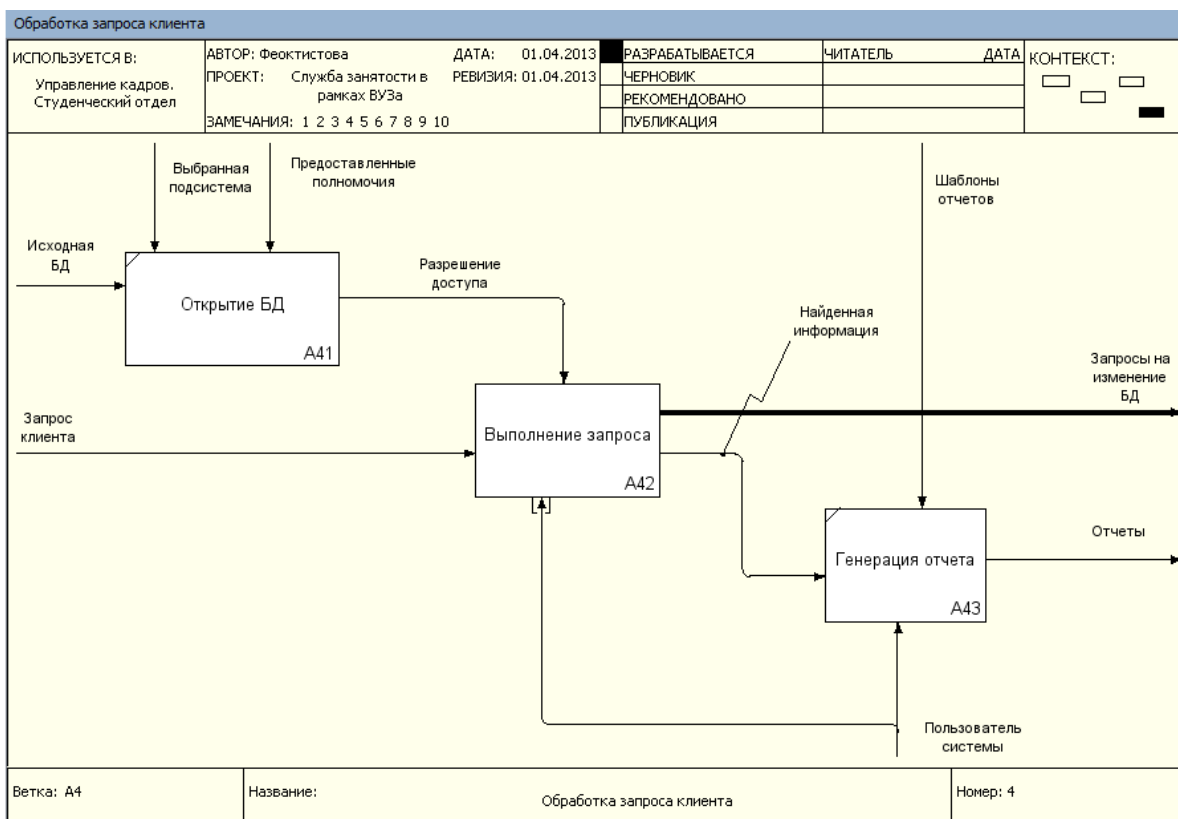 Обработка запроса клиента
ИСПОЛЬЗУЕТСЯ В:
Управление кадров.
Студенческий отдел
АВТОР: Феоктистова
ДАТА: 01.04.2013
ПРОЕКТ: Служба занятости в
рамках ВУЗа
РЕВИЗИЯ: 01.04.2013
ЗАМЕЧАНИЯ: 1 2 3 4 5 6 7 8 9 10
РАЗРАБАТЫВАЕТСЯ
ЧЕРНОВИК
РЕКОМЕНДОВАНО
ПУБЛИКАЦИЯ
ЧИТАТЕЛЬ
ДАТА
КОНТЕКСТ:
Выбранная
подсистема
Предоставленные
полномочия
Шаблоны
отчетов
Исходная
БД
Открытие БД
A41
Разрешение
доступа
Найденная
информация
Запросы на
изменение
БД
Запрос
клиента
Выполнение запроса
A42
Генерация отчета
A43
Отчеты
Пользователь
системы
Ветка: A4
Название:
Обработка запроса клиента
Номер: 4